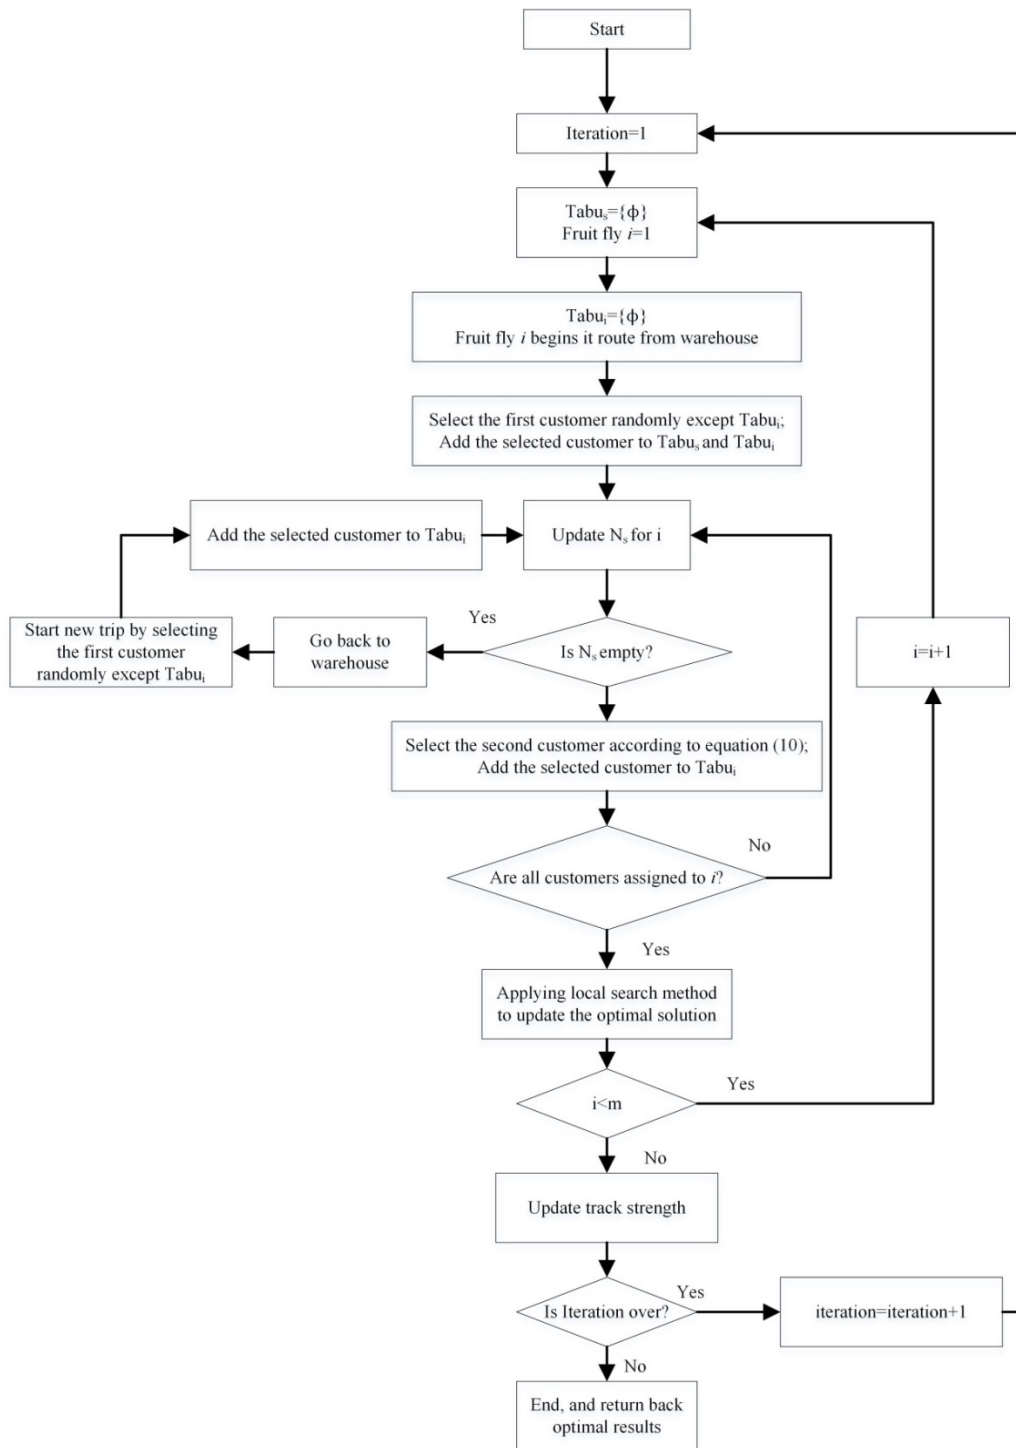 Start
Iteration=1
Tabuₛ={ϕ}
Fruit fly i=1
Tabuᵢ={ϕ}
Fruit fly i begins it route from warehouse
Select the first customer randomly except Tabuᵢ;
Add the selected customer to Tabuₛ and Tabuᵢ
Add the selected customer to Tabuᵢ
Update Nₛ for i
Start new trip by selecting
the first customer
randomly except Tabuᵢ
Go back to
warehouse
Yes
Is Nₛ empty?
i=i+1
Select the second customer according to equation (10);
Add the selected customer to Tabuᵢ
No
Are all customers assigned to i?
Yes
Applying local search method
to update the optimal solution
Yes
i<m
No
Update track strength
Yes
Is Iteration over?
iteration=iteration+1
No
End, and return back
optimal results